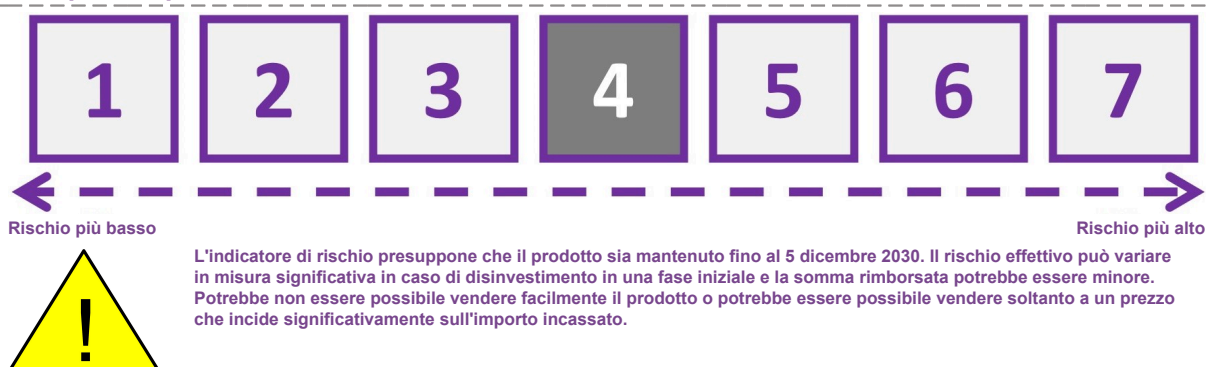 1 2 3 4 5 6 7
Rischio più basso Rischio più alto
L'indicatore di rischio presuppone che il prodotto sia mantenuto fino al 5 dicembre 2030. Il rischio effettivo può variare
in misura significativa in caso di disinvestimento in una fase iniziale e la somma rimborsata potrebbe essere minore.
Potrebbe non essere possibile vendere facilmente il prodotto o potrebbe essere possibile vendere soltanto a un prezzo
che incide significativamente sull'importo incassato.
!